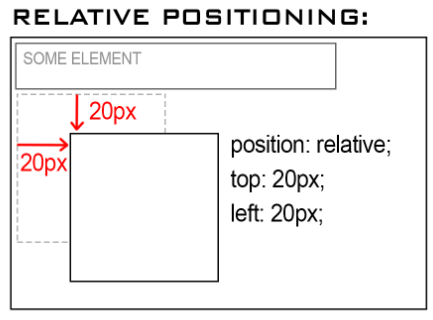 RELATIVE POSITIONING:
SOME ELEMENT
20px
20px
position: relative;
top: 20px;
left: 20px;